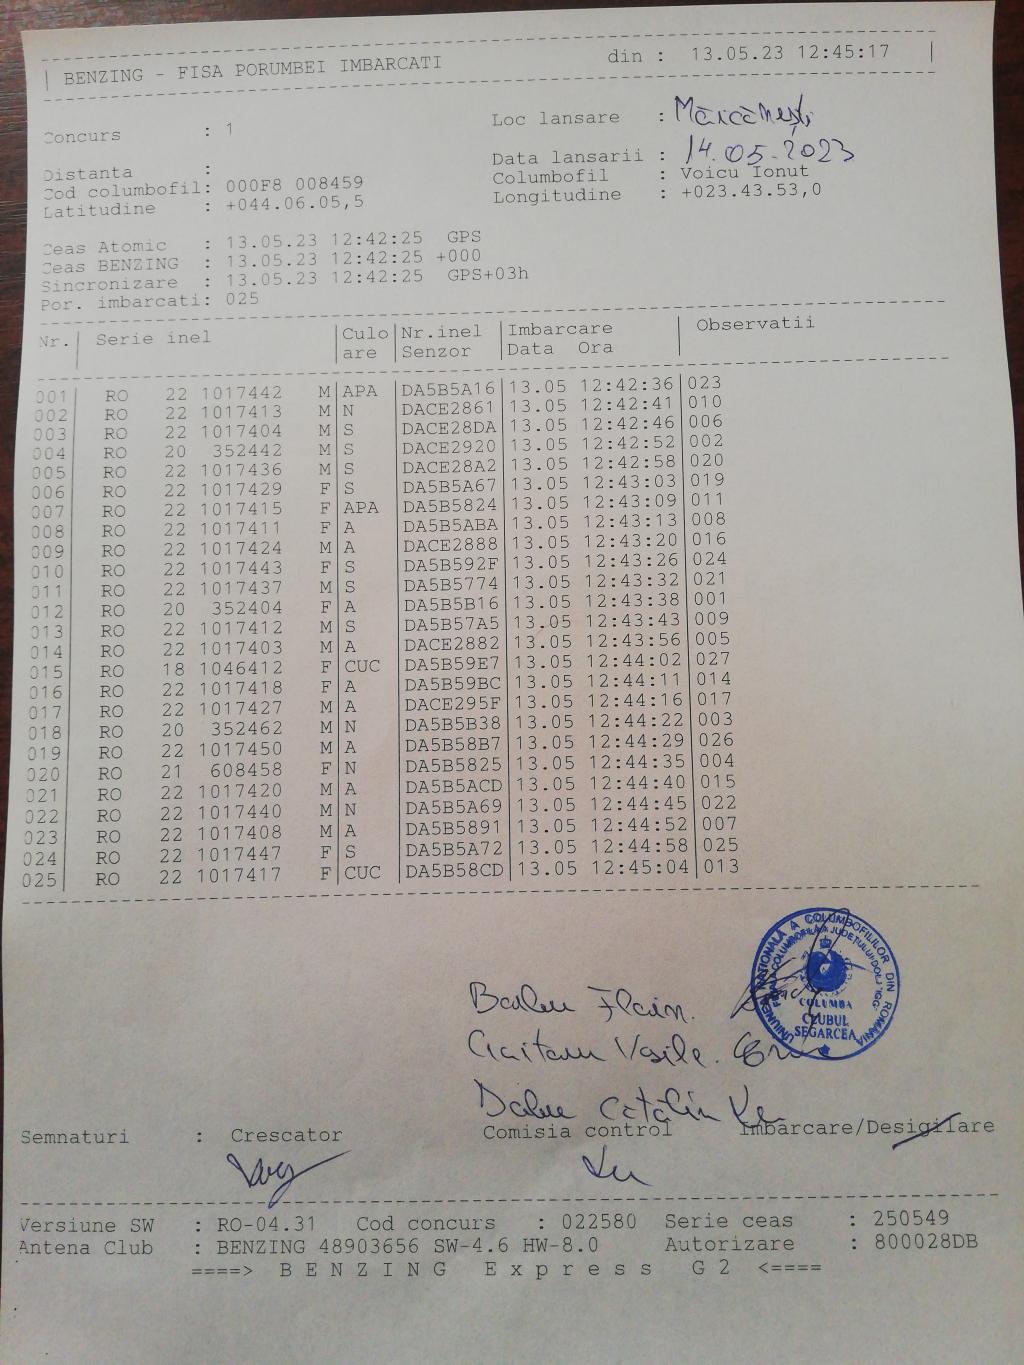 BENZING - FISA PORUMBEI IMBARCATI din : 13.05.23 12:45:17
Concurs : 1 Loc lansare : Mârcănești
Distanta : Data lansarii : 14.05.2023
Cod columbofil: 000F8 008459 Columbofil : Voicu Ionut
Latitudine : +044.06.05,5 Longitudine : +023.43.53,0
Ceas Atomic : 13.05.23 12:42:25 GPS
Ceas BENZING : 13.05.23 12:42:25 +000
Sincronizare : 13.05.23 12:42:25 GPS+03h
Por. imbarcati: 025
Nr. Serie inel Culo Nr.inel Imbarcare Observatii
are Senzor Data Ora
001 RO 22 1017442 M APA DA5B5A16 13.05 12:42:36 023
002 RO 22 1017413 M N DACE2861 13.05 12:42:41 010
003 RO 22 1017404 M S DACE28DA 13.05 12:42:46 006
004 RO 20 352442 M S DACE2920 13.05 12:42:52 002
005 RO 22 1017436 M S DACE28A2 13.05 12:42:58 020
006 RO 22 1017429 F S DA5B5A67 13.05 12:43:03 019
007 RO 22 1017415 F APA DA5B5824 13.05 12:43:09 011
008 RO 22 1017411 F A DA5B5ABA 13.05 12:43:13 008
009 RO 22 1017424 M A DACE2888 13.05 12:43:20 016
010 RO 22 1017443 F S DA5B592F 13.05 12:43:26 024
011 RO 22 1017437 M S DA5B5774 13.05 12:43:32 021
012 RO 20 352404 F A DA5B5B16 13.05 12:43:38 001
013 RO 22 1017412 M S DA5B57A5 13.05 12:43:43 009
014 RO 22 1017403 M A DACE2882 13.05 12:43:56 005
015 RO 18 1046412 F CUC DA5B59E7 13.05 12:44:02 027
016 RO 22 1017418 F A DA5B59BC 13.05 12:44:11 014
017 RO 22 1017427 M A DACE295F 13.05 12:44:16 017
018 RO 20 352462 M N DA5B5B38 13.05 12:44:22 003
019 RO 22 1017450 M A DA5B58B7 13.05 12:44:29 026
020 RO 21 608458 F N DA5B5825 13.05 12:44:35 004
021 RO 22 1017420 M A DA5B5ACD 13.05 12:44:40 015
022 RO 22 1017440 M N DA5B5A69 13.05 12:44:45 022
023 RO 22 1017408 M A DA5B5891 13.05 12:44:52 007
024 RO 22 1017447 F S DA5B5A72 13.05 12:44:58 025
025 RO 22 1017417 F CUC DA5B58CD 13.05 12:45:04 013
UNIUNEA NAȚIONALĂ A COLUMBOFILILOR DIN ROMÂNIA
COLUMBA
CLUBUL
SEGARCEA
Vasile
Cătălin
Semnaturi : Crescator Comisia control Imbarcare/Desigilare
Versiune SW : RO-04.31 Cod concurs : 022580 Serie ceas : 250549
Antena Club : BENZING 48903656 SW-4.6 HW-8.0 Autorizare : 800028DB
====> B E N Z I N G E x p r e s s G 2 <====